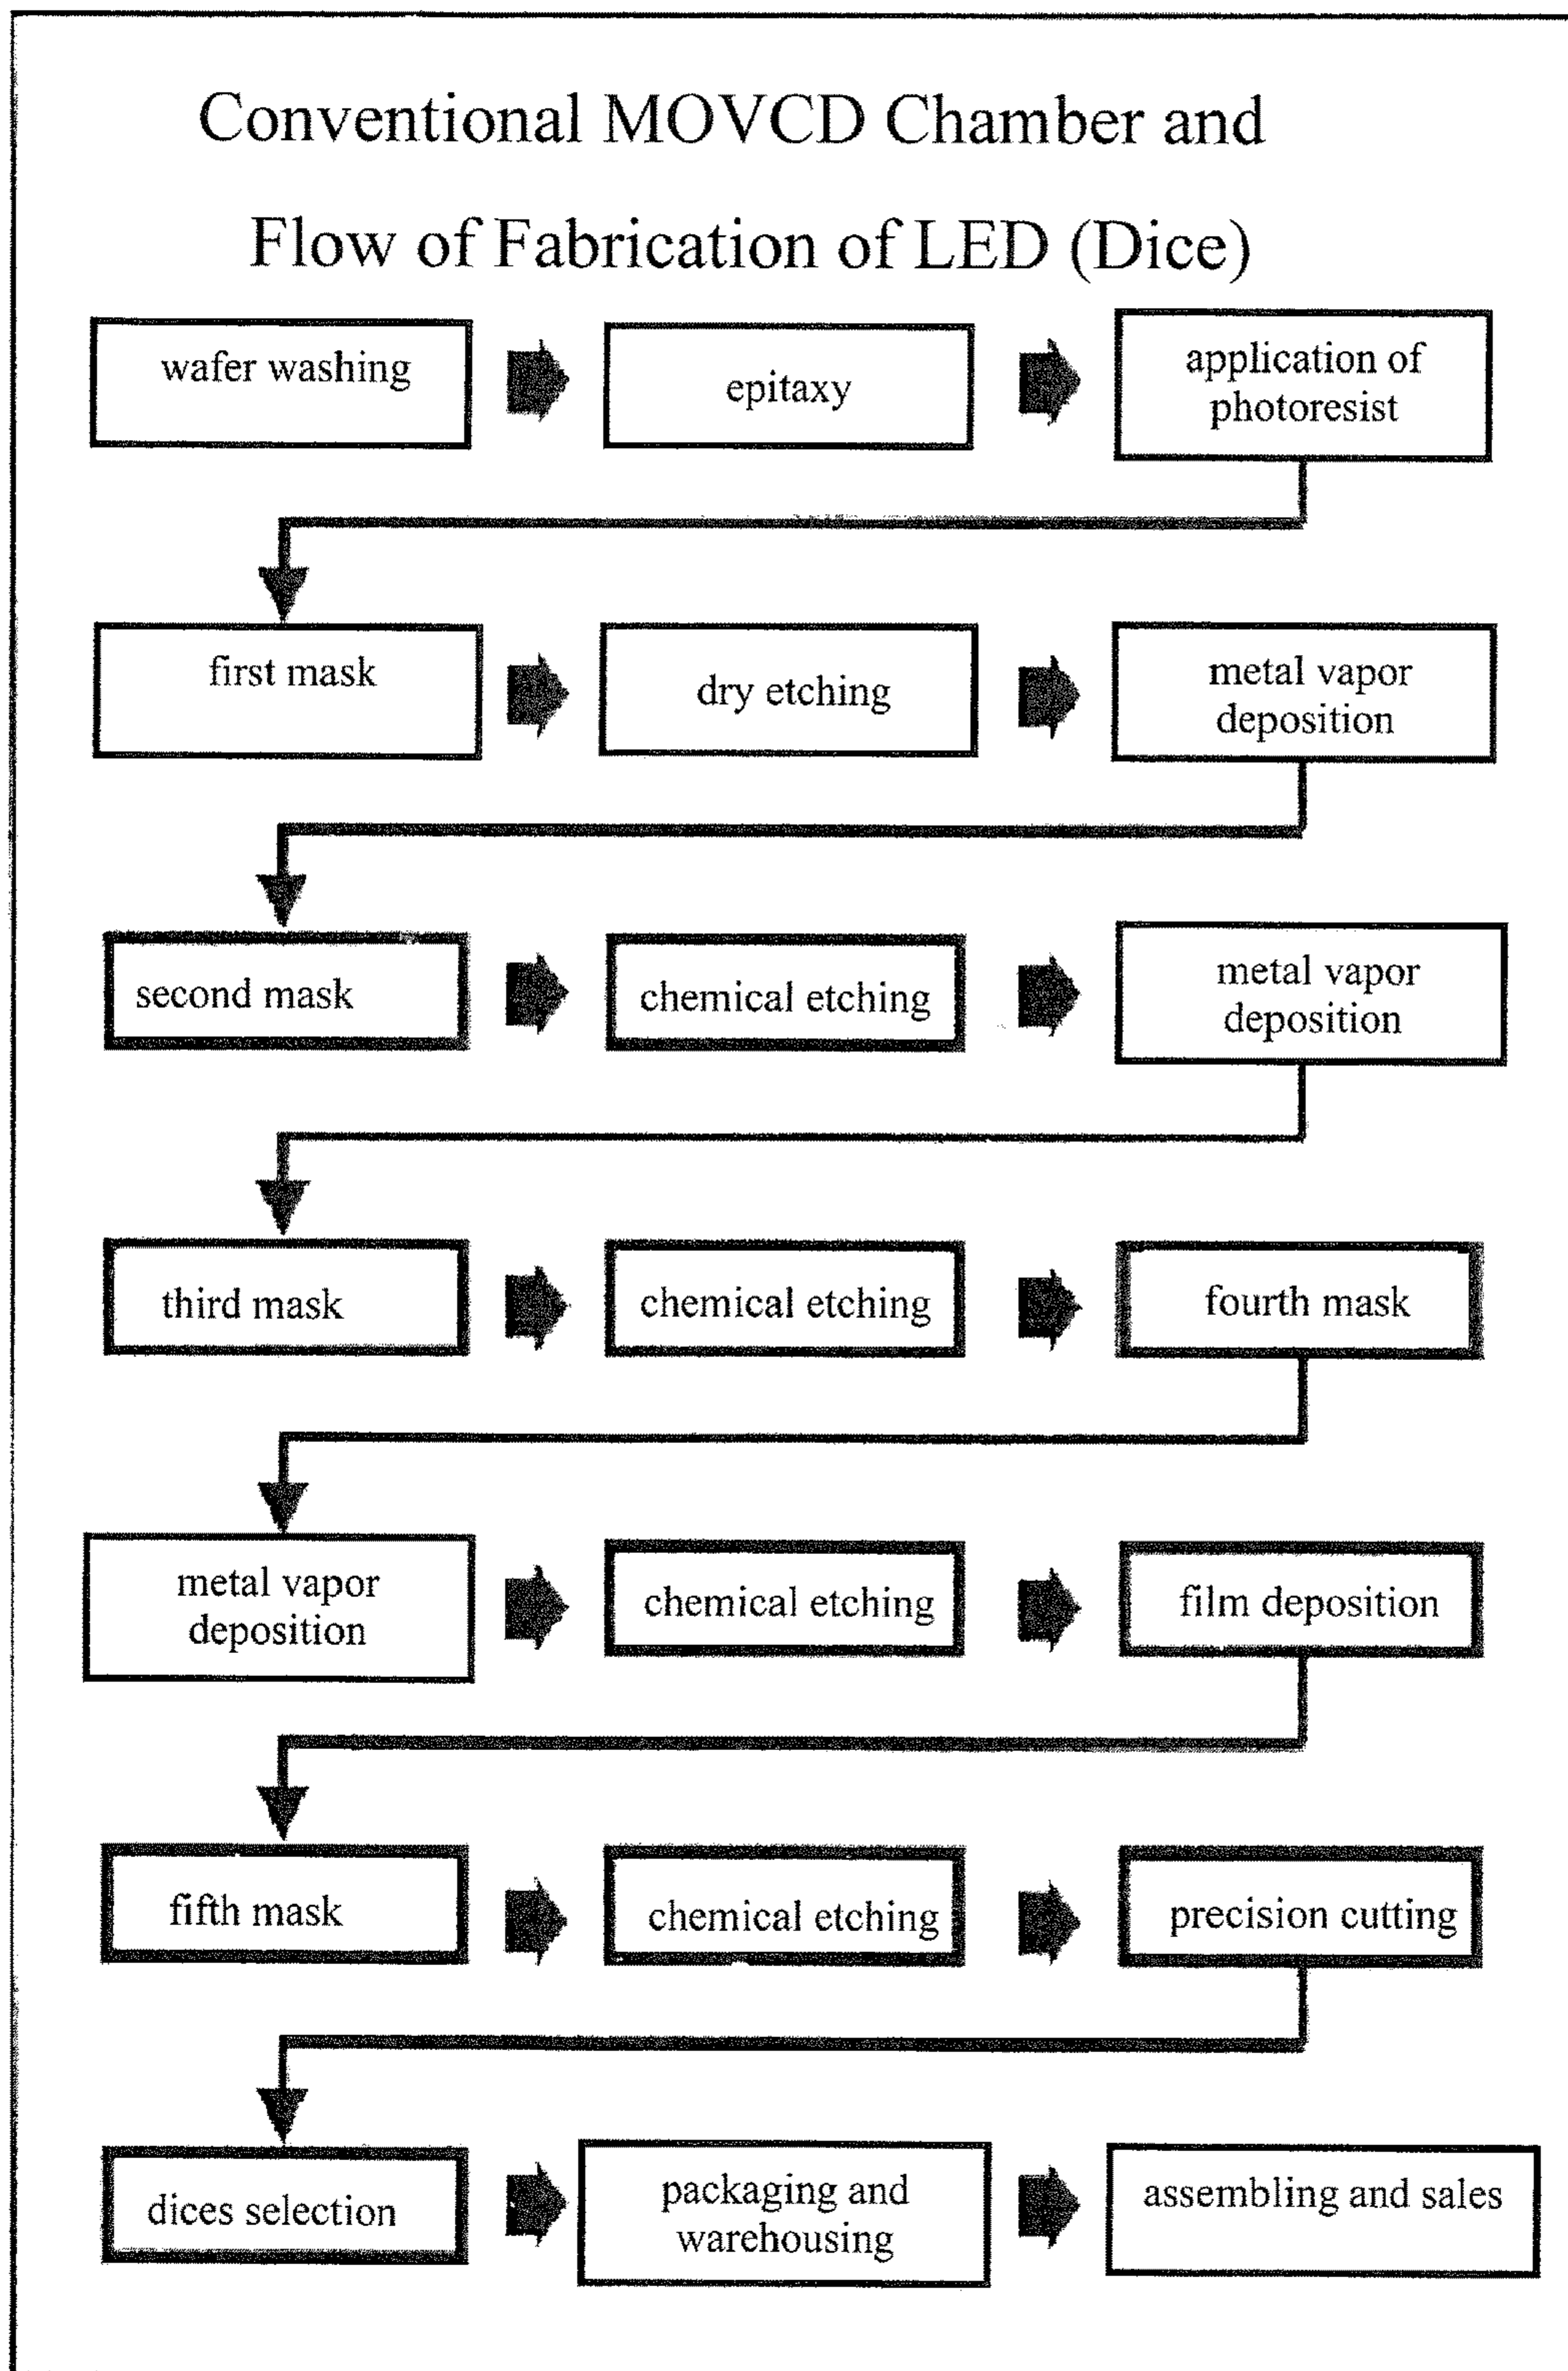 Conventional MOVCD Chamber and
Flow of Fabrication of LED (Dice)
wafer washing
epitaxy
application of
photoresist
first mask
dry etching
metal vapor
deposition
second mask
chemical etching
metal vapor
deposition
third mask
chemical etching
fourth mask
metal vapor
deposition
chemical etching
film deposition
fifth mask
chemical etching
precision cutting
dices selection
packaging and
warehousing
assembling and sales